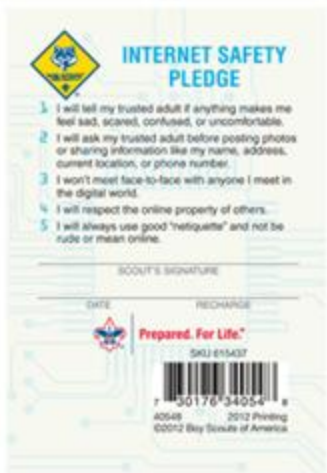 CUB SCOUTS
INTERNET SAFETY
PLEDGE
1 I will tell my trusted adult if anything makes me
feel sad, scared, confused, or uncomfortable.
2 I will ask my trusted adult before posting photos
or sharing information like my name, address,
current location, or phone number.
3 I won't meet face-to-face with anyone I meet in
the digital world.
4 I will respect the online property of others.
5 I will always use good "netiquette" and not be
rude or mean online.
SCOUT'S SIGNATURE
DATE RECHARGE
Prepared. For Life.™
SKU 615437
7 30176 34054 8
40548 2012 Printing
©2012 Boy Scouts of America